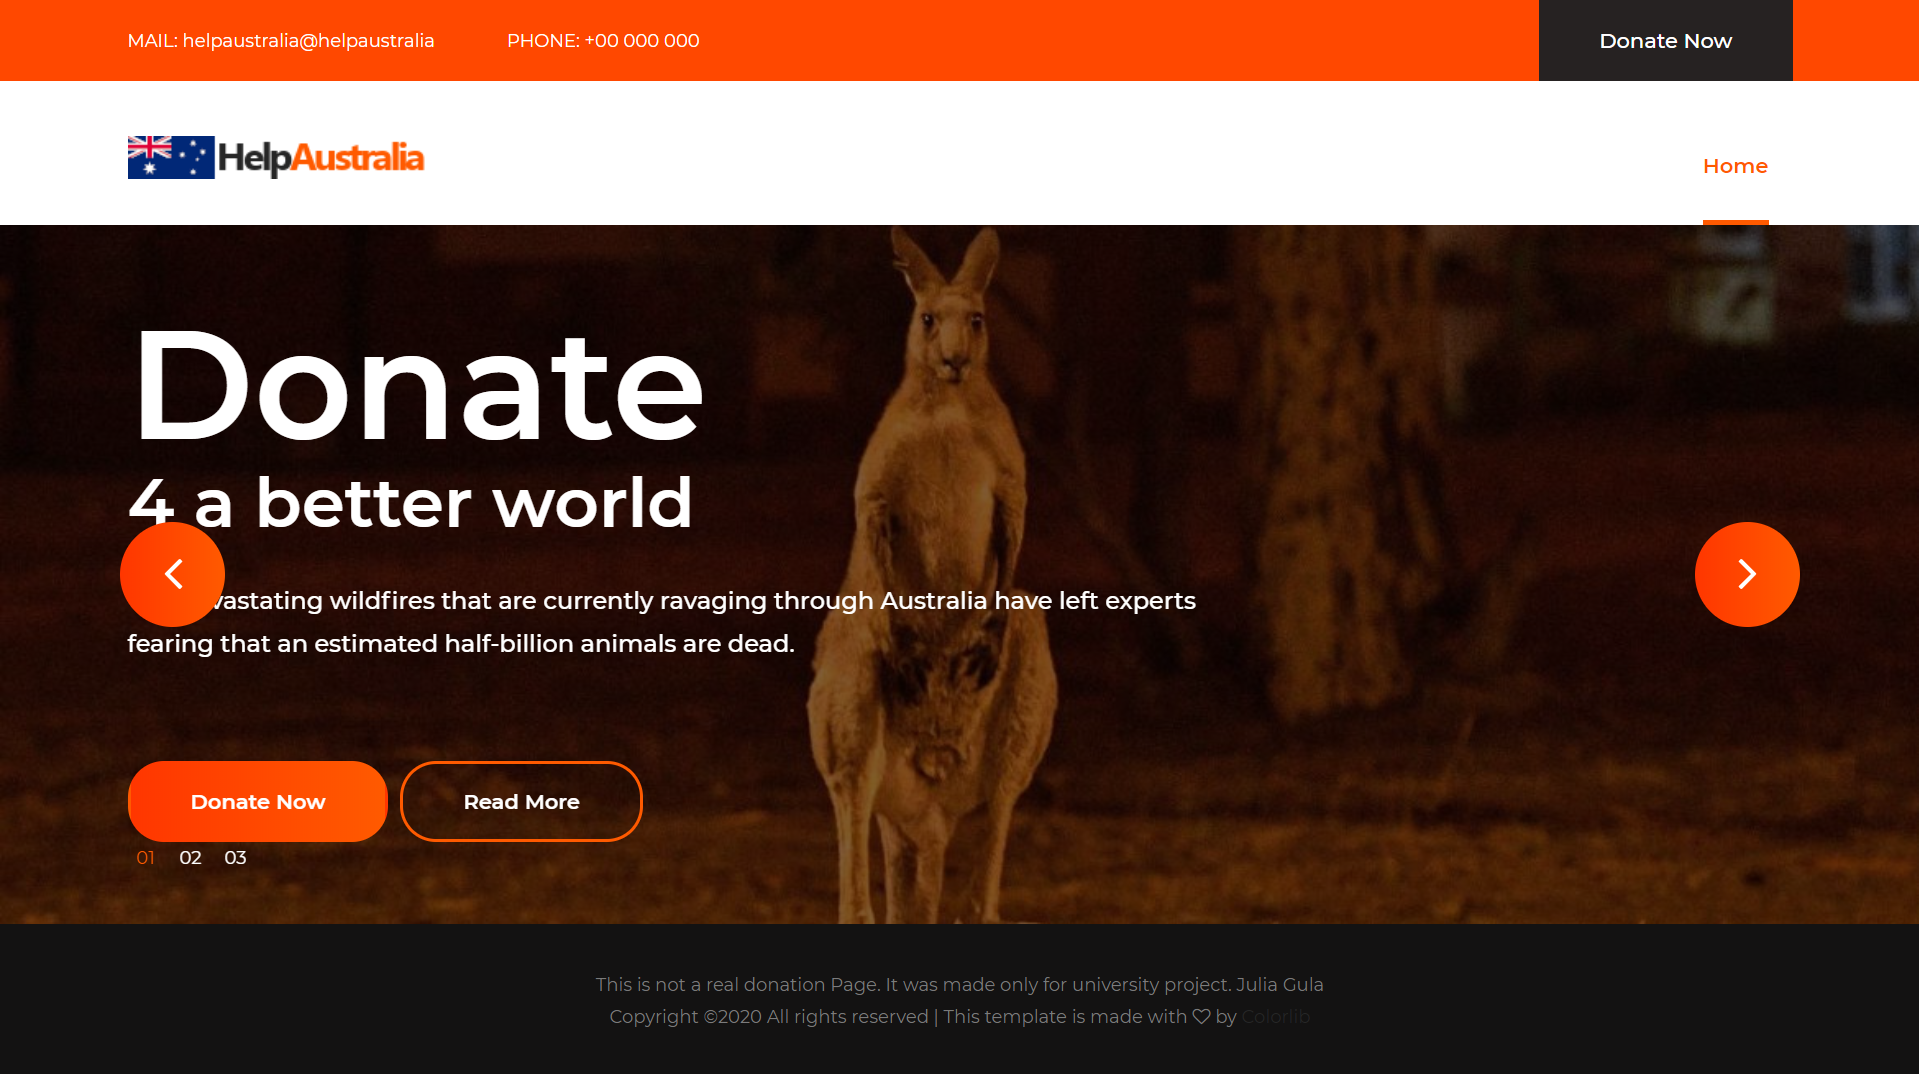 MAIL: helpaustralia@helpaustralia PHONE: +00 000 000 Donate Now
HelpAustralia
Home
Donate
4 a better world
vastating wildfires that are currently ravaging through Australia have left experts
fearing that an estimated half-billion animals are dead.
Donate Now Read More
01 02 03
This is not a real donation Page. It was made only for university project. Julia Gula
Copyright ©2020 All rights reserved | This template is made with ♡ by Colorlib